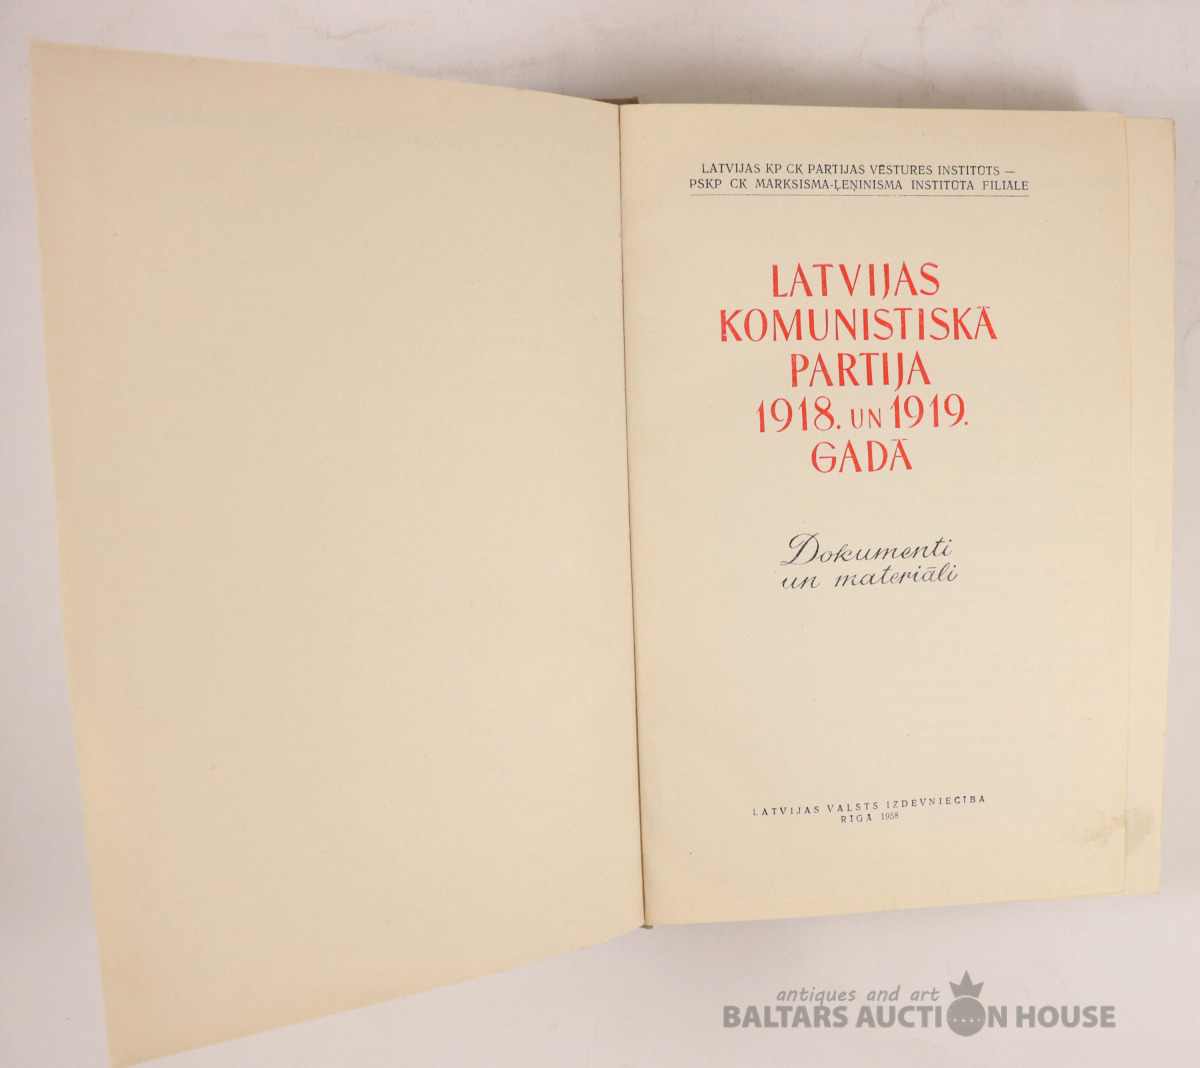 LATVIJAS KP CK PARTIJAS VĒSTURES INSTITŪTS —
PSKP CK MARKSISMA-ĻEŅINISMA INSTITŪTA FILIĀLE
LATVIJAS
KOMUNISTISKĀ
PARTIJA
1918. UN 1919.
GADĀ
Dokumenti
un materiāli
LATVIJAS VALSTS IZDEVNIECĪBA
RĪGĀ 1958
antiques and art
BALTARS AUCTION HOUSE